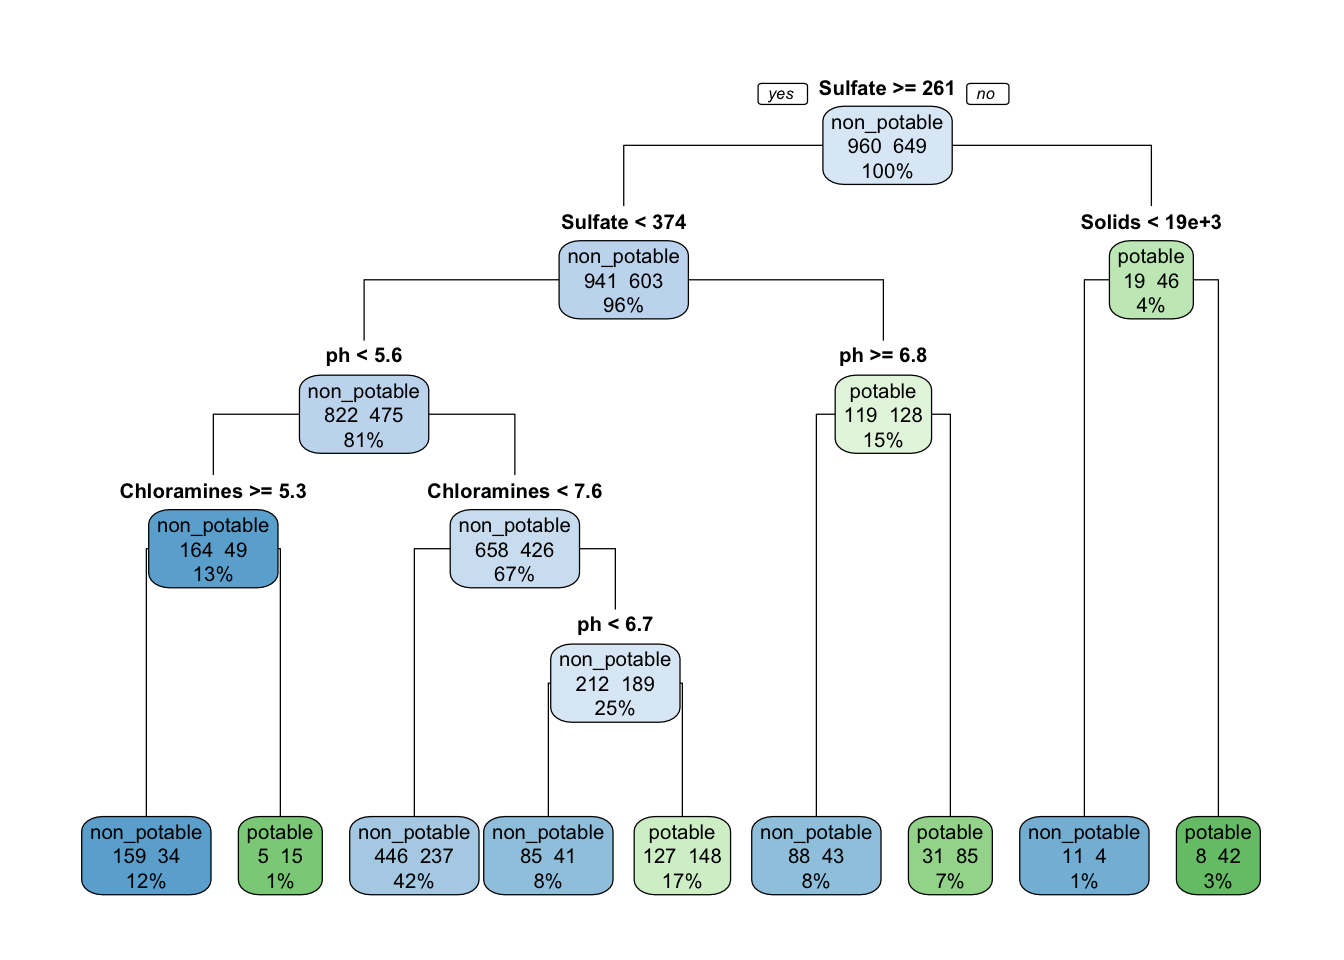 yes
Sulfate >= 261
no
non_potable
960 649
100%
Sulfate < 374
non_potable
941 603
96%
Solids < 19e+3
potable
19 46
4%
ph < 5.6
non_potable
822 475
81%
ph >= 6.8
potable
119 128
15%
Chloramines >= 5.3
non_potable
164 49
13%
Chloramines < 7.6
non_potable
658 426
67%
ph < 6.7
non_potable
212 189
25%
non_potable
159 34
12%
potable
5 15
1%
non_potable
446 237
42%
non_potable
85 41
8%
potable
127 148
17%
non_potable
88 43
8%
potable
31 85
7%
non_potable
11 4
1%
potable
8 42
3%